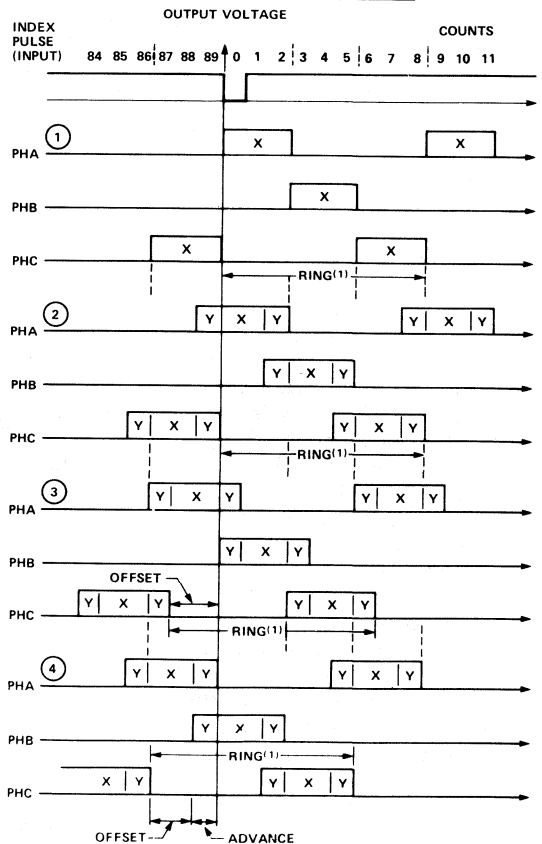 OUTPUT VOLTAGE
INDEX
PULSE
(INPUT)
COUNTS
84 85 86 87 88 89 0 1 2 3 4 5 6 7 8 9 10 11
1
PHA
X X
PHB
X
PHC
X X
RING(1)
2
PHA
Y X Y Y X Y
PHB
Y X Y
PHC
Y X Y Y X Y
RING(1)
3
PHA
Y X Y Y X Y
PHB
Y X Y
OFFSET
PHC
Y X Y Y X Y
RING(1)
4
PHA
Y X Y Y X Y
PHB
Y X Y
RING(1)
PHC
X Y Y X Y
OFFSET ADVANCE